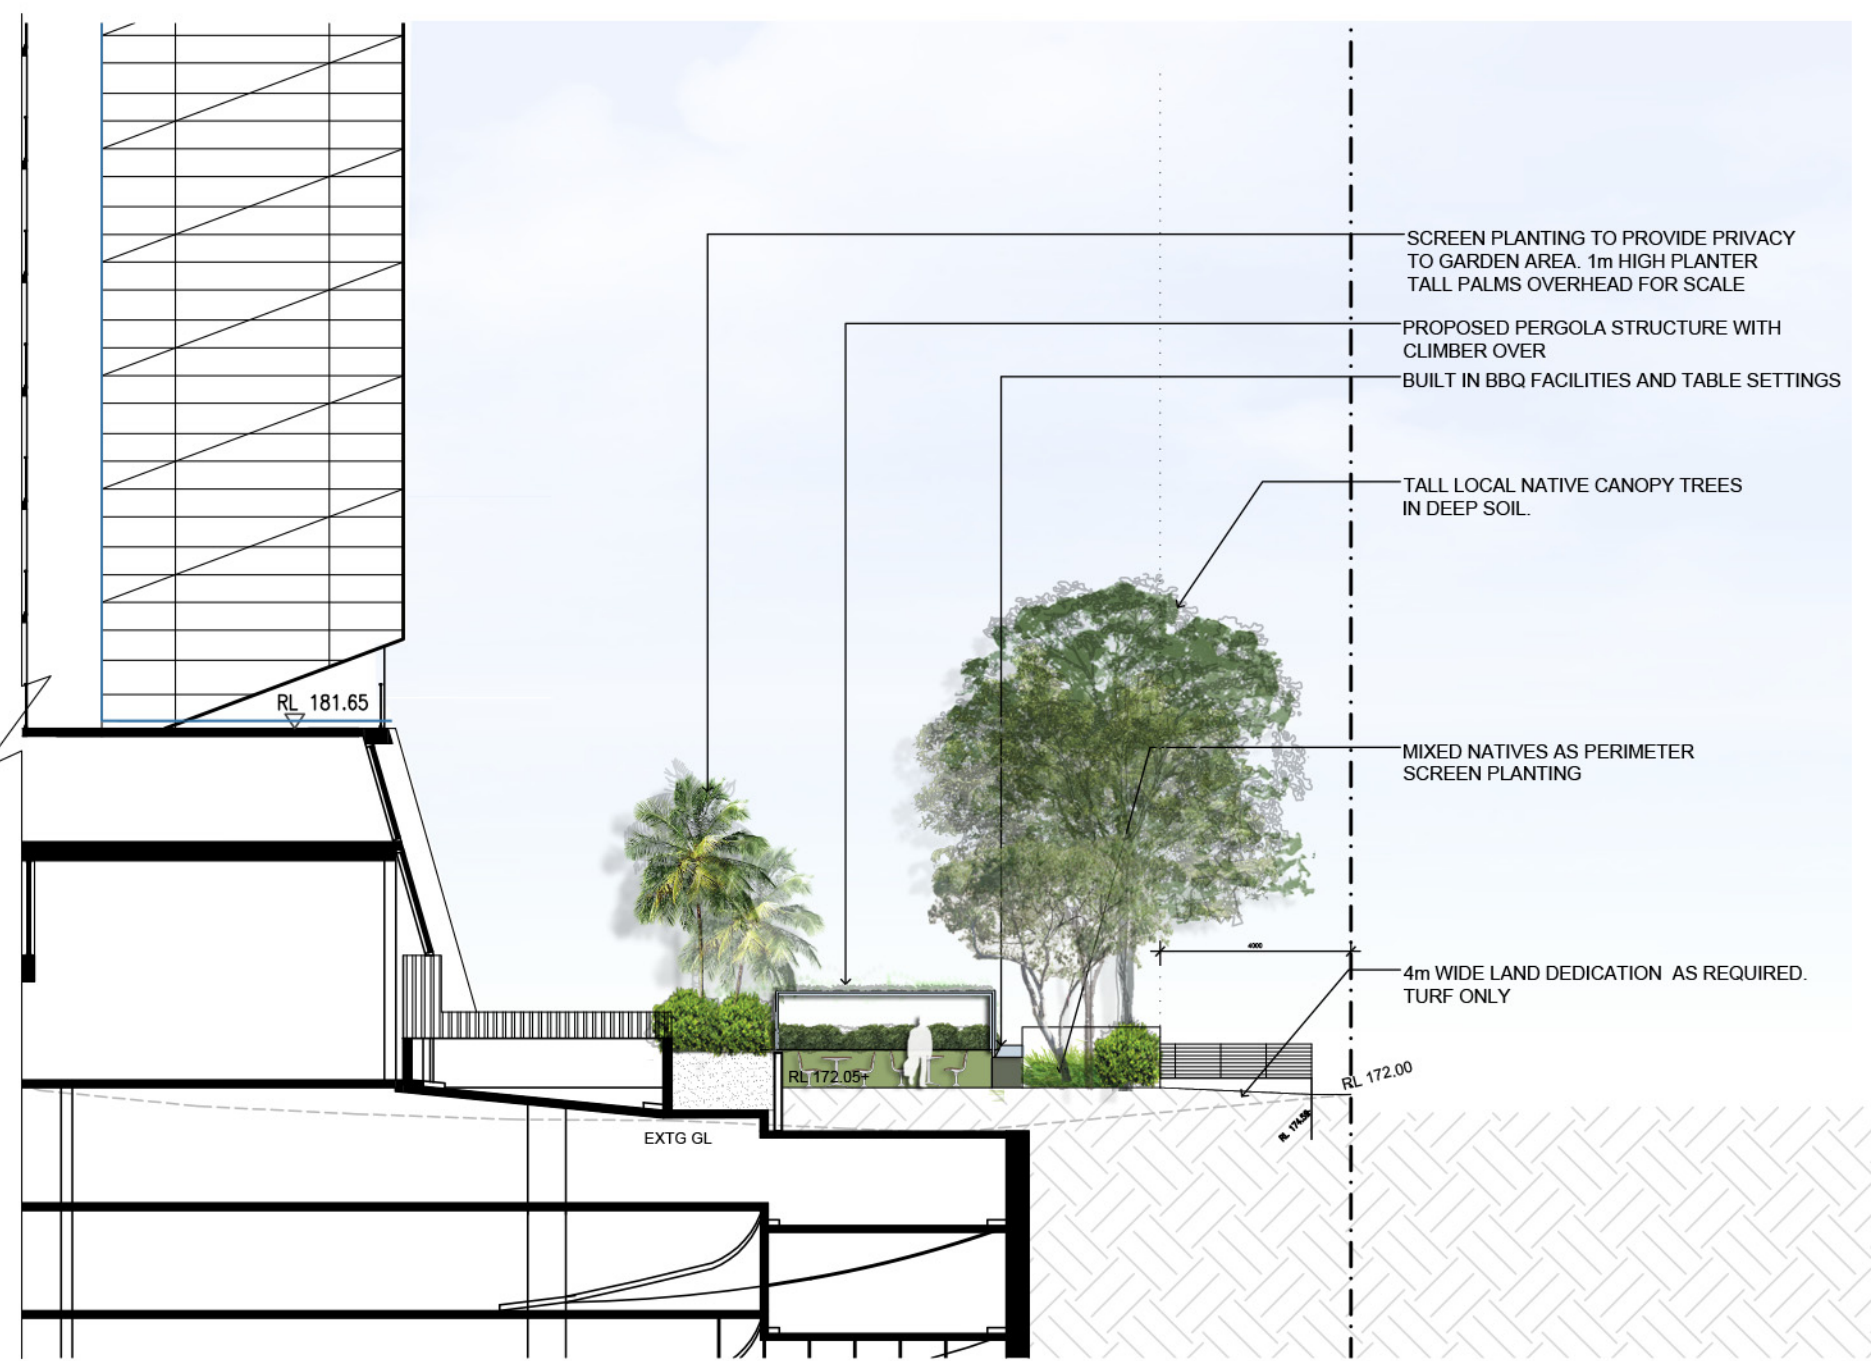 SCREEN PLANTING TO PROVIDE PRIVACY
TO GARDEN AREA. 1m HIGH PLANTER
TALL PALMS OVERHEAD FOR SCALE
PROPOSED PERGOLA STRUCTURE WITH
CLIMBER OVER
BUILT IN BBQ FACILITIES AND TABLE SETTINGS
TALL LOCAL NATIVE CANOPY TREES
IN DEEP SOIL.
RL 181.65
MIXED NATIVES AS PERIMETER
SCREEN PLANTING
4000
4m WIDE LAND DEDICATION AS REQUIRED.
TURF ONLY
RL 172.05+
RL 172.00
EXTG GL